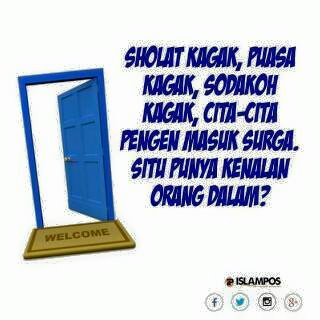 SHOLAT KAGAK, PUASA
KAGAK, SODAKOH
KAGAK, CITA-CITA
PENGEN MASUK SURGA.
SITU PUNYA KENALAN
ORANG DALAM?
WELCOME
ISLAMPOS
f
g+